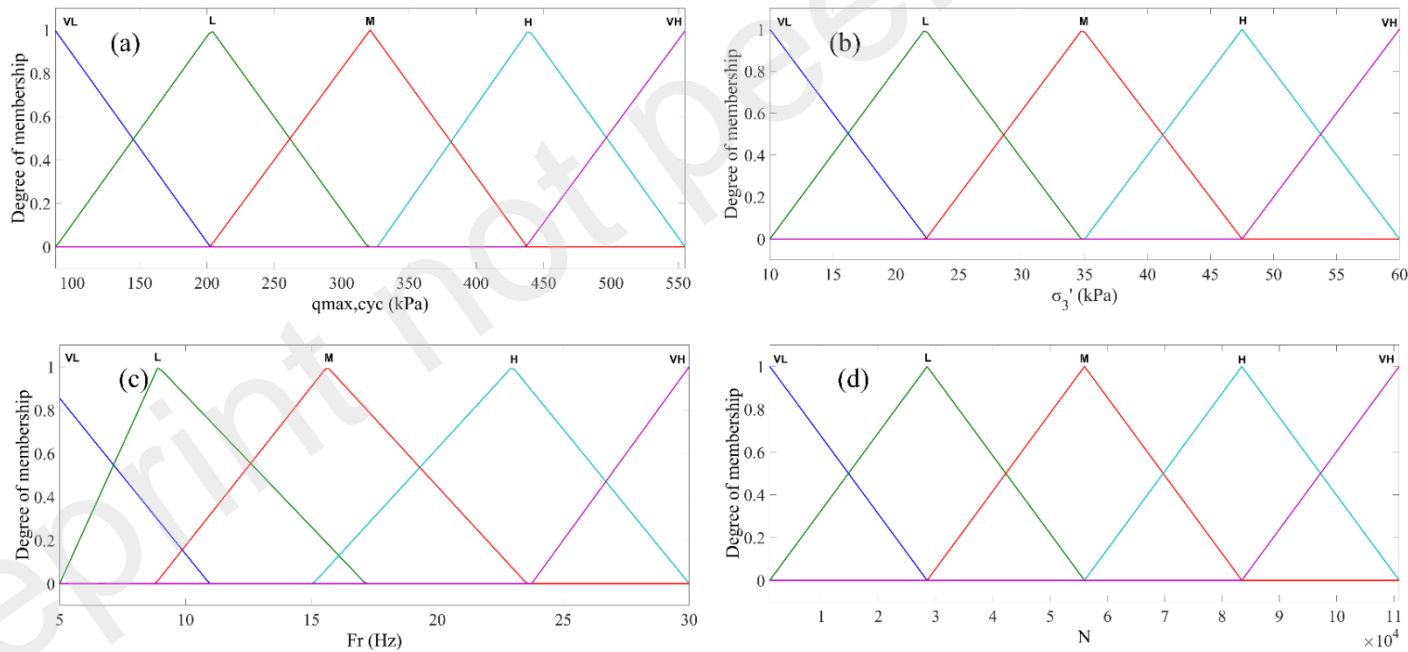 VL L M H VH
(a)
1
0.8
0.6
0.4
0.2
0
Degree of membership
100 150 200 250 300 350 400 450 500 550
qmax,cyc (kPa)
VL L M H VH
(b)
1
0.8
0.6
0.4
0.2
0
Degree of membership
10 15 20 25 30 35 40 45 50 55 60
σ3' (kPa)
VL L M H VH
(c)
1
0.8
0.6
0.4
0.2
0
Degree of membership
5 10 15 20 25 30
Fr (Hz)
VL L M H VH
(d)
1
0.8
0.6
0.4
0.2
0
Degree of membership
1 2 3 4 5 6 7 8 9 10 11
×10⁴
N
eprint not pee